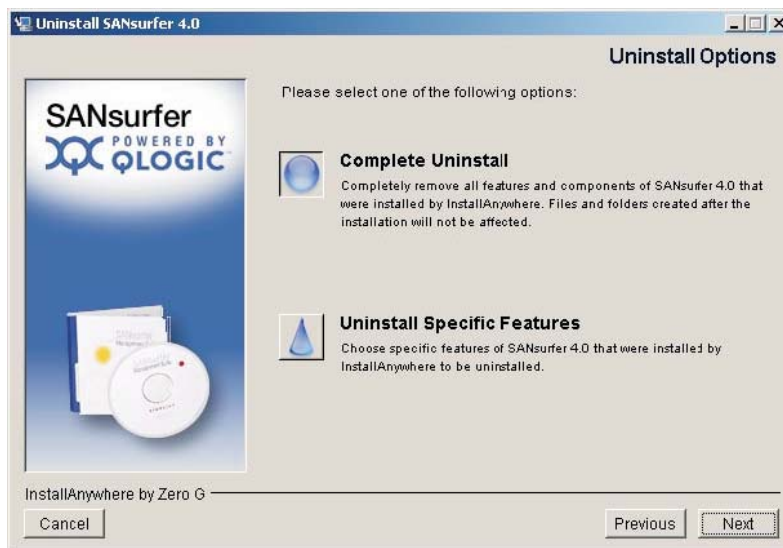 Uninstall SANsurfer 4.0
Uninstall Options
SANsurfer
POWERED BY
QLOGIC
Please select one of the following options:
Complete Uninstall
Completely remove all features and components of SANsurfer 4.0 that
were installed by InstallAnywhere. Files and folders created after the
installation will not be affected.
Uninstall Specific Features
Choose specific features of SANsurfer 4.0 that were installed by
InstallAnywhere to be uninstalled.
InstallAnywhere by Zero G
Cancel
Previous
Next